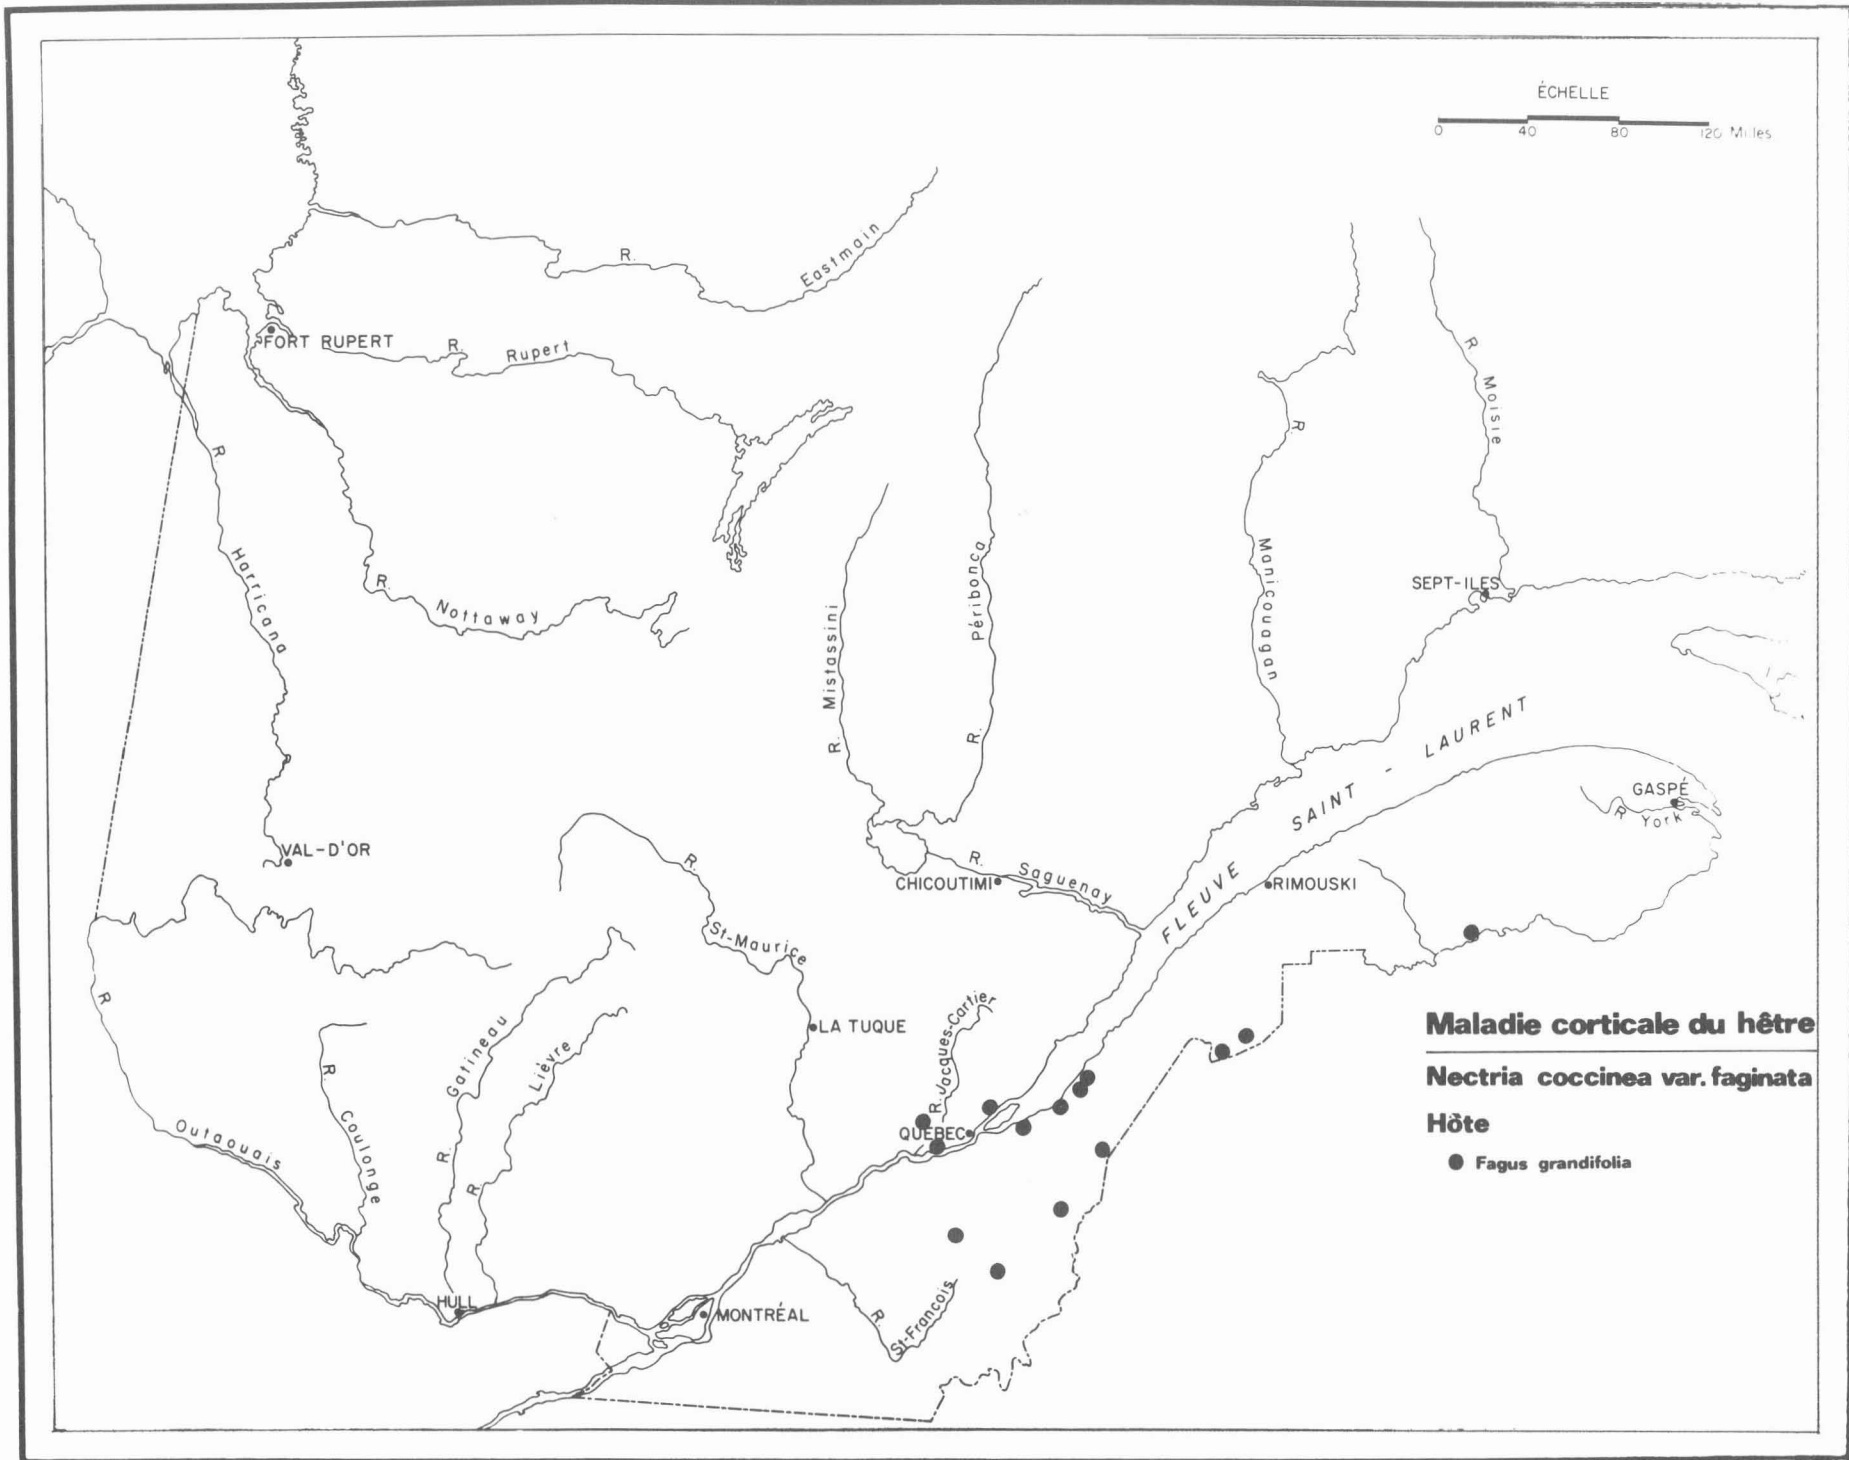 ÉCHELLE
0 40 80 120 Milles
R. Eastmain
FORT RUPERT
R. Rupert
R. Moisie
R. Harricana
R. Nottaway
R. Mistassini
R. Péribonca
R. Manicouagan
SEPT-ILES
FLEUVE SAINT - LAURENT
GASPÉ
R. York
VAL-D'OR
R. Saguenay
CHICOUTIMI
RIMOUSKI
R. St-Maurice
LA TUQUE
R. Jacques-Cartier
QUÉBEC
R. Outaouais
R. Coulonge
R. Gatineau
R. Lièvre
HULL
MONTRÉAL
R. St-François
Maladie corticale du hêtre
Nectria coccinea var. faginata
Hôte
Fagus grandifolia